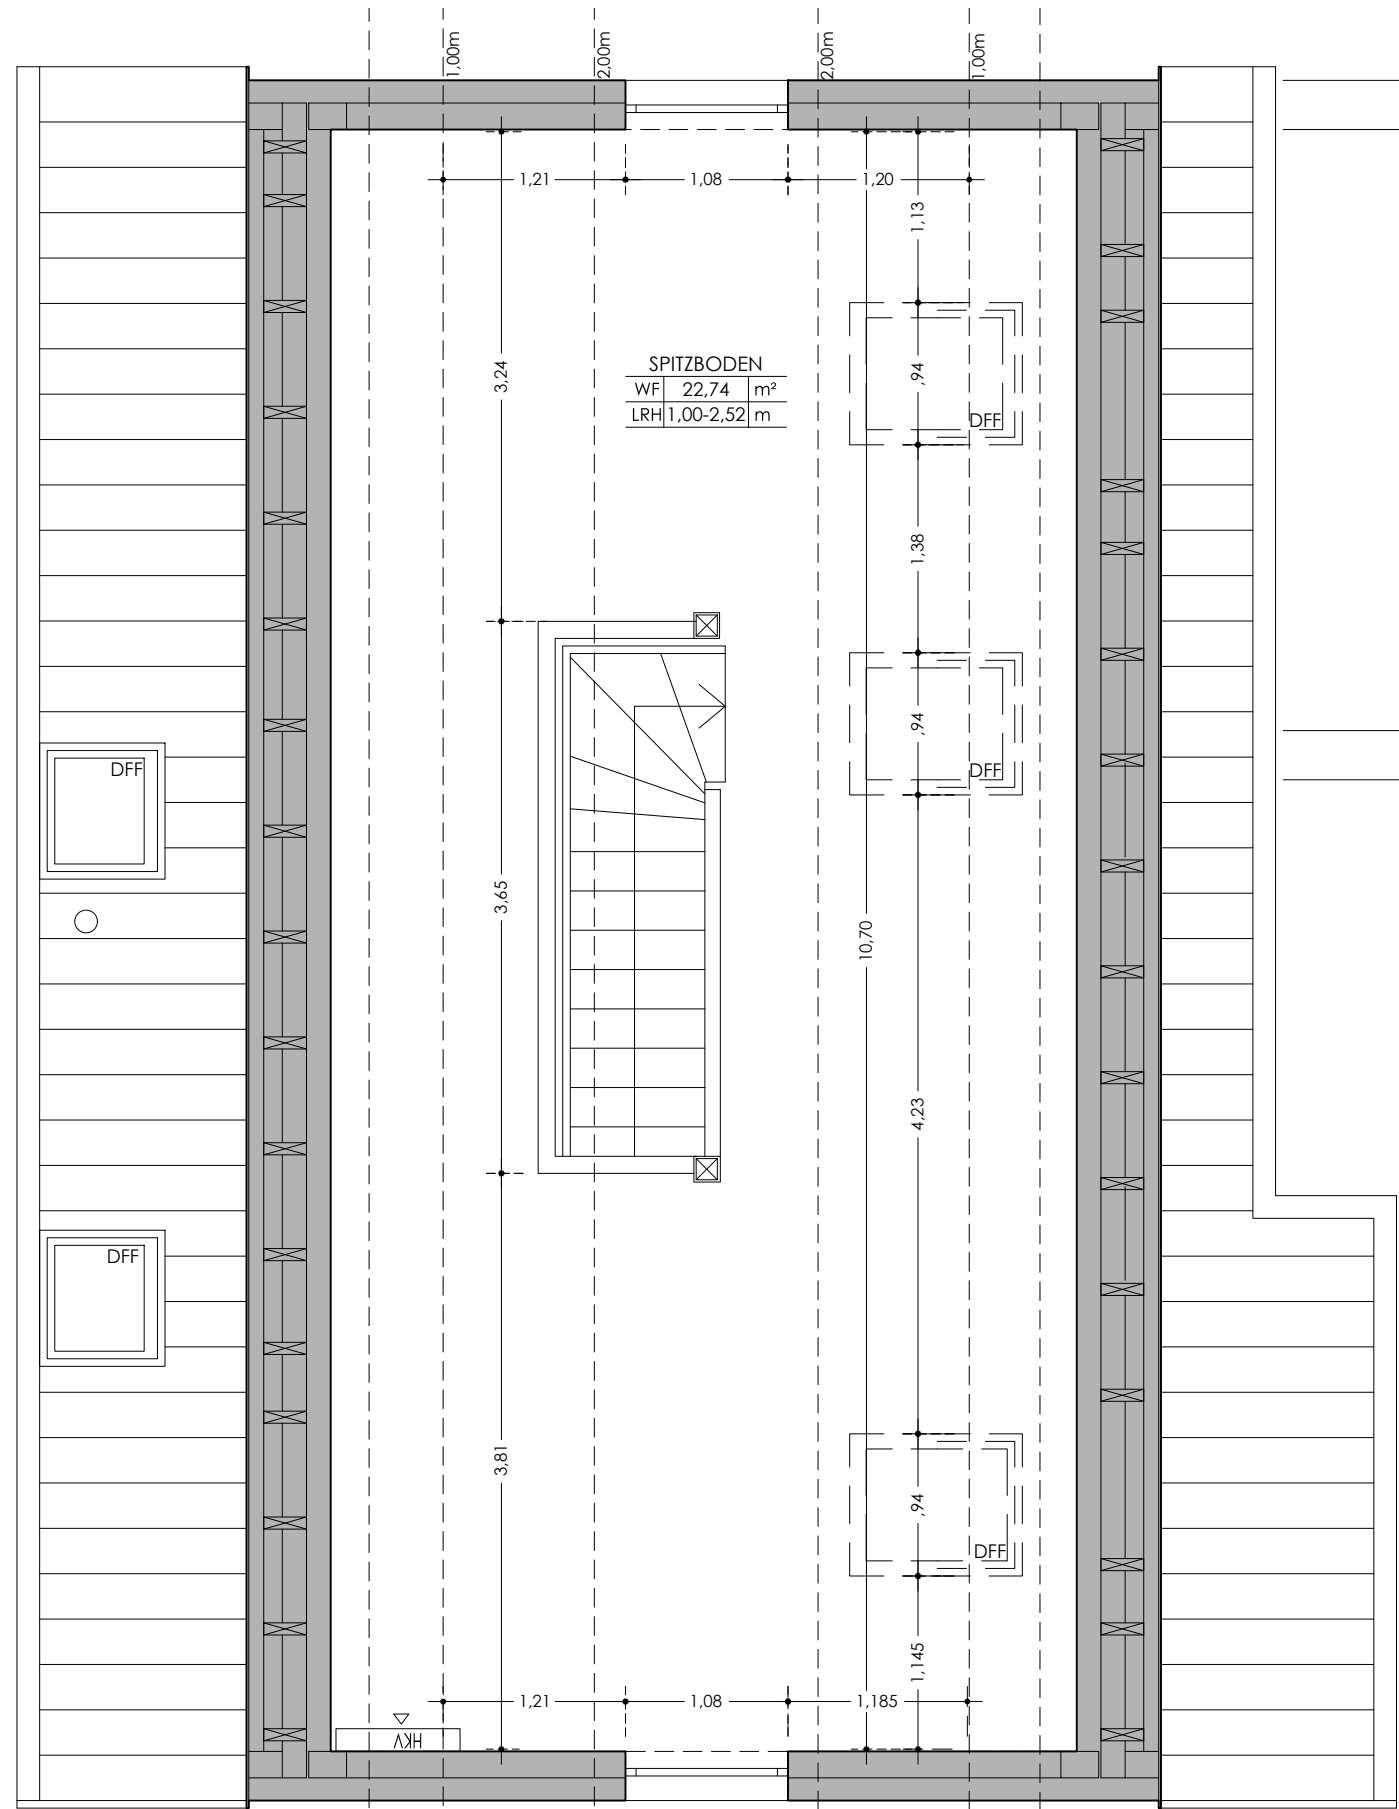 1,00m
2,00m
2,00m
1,00m
1,21
1,08
1,20
1,13
3,24
SPITZBODEN
WF 22,74 m²
LRH 1,00-2,52 m
,94
DFF
1,38
,94
DFF
DFF
3,65
10,70
4,23
DFF
3,81
,94
DFF
1,145
1,21
1,08
1,185
HKV